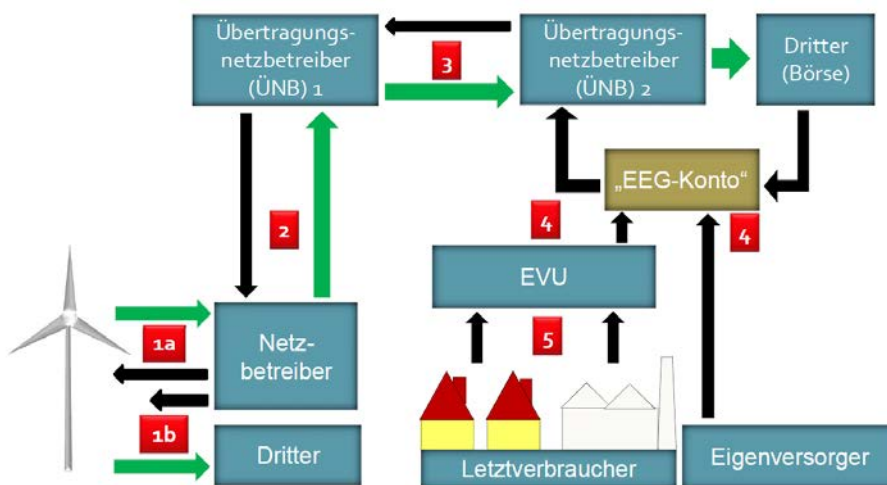 Übertragungs-
netzbetreiber
(ÜNB) 1
3
Übertragungs-
netzbetreiber
(ÜNB) 2
Dritter
(Börse)
„EEG-Konto“
2
4
4
EVU
1a
Netz-
betreiber
5
1b
Dritter
Letztverbraucher
Eigenversorger